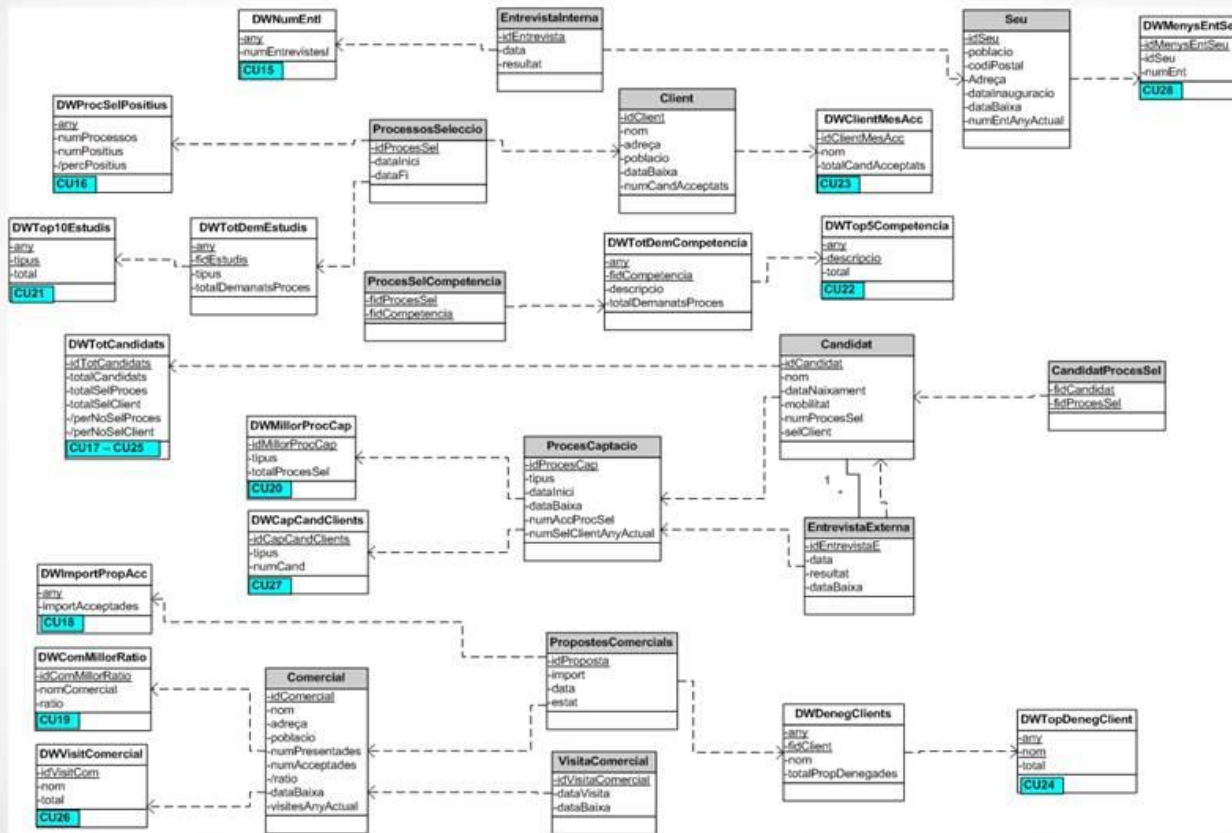 DWNumEntI
-any
-numEntrevistesI
CU15
EntrevistaInterna
-idEntrevista
-data
-resultat
Seu
-idSeu
-poblacio
-codiPostal
-Adreça
-dataInauguracio
-dataBaixa
-numEntAnyActual
DWMenysEntSe
-idMenysEntSeu
-idSeu
-numEnt
CU28
DWProcSelPositius
-any
-numProcessos
-numPositius
-/percPositius
CU16
ProcessosSeleccio
-idProcesSel
-dataInici
-dataFi
Client
-idClient
-nom
-adreça
-poblacio
-dataBaixa
-numCandAcceptats
DWClientMesAcc
-idClientMesAcc
-nom
-totalCandAcceptats
CU23
DWTop10Estudis
-any
-tipus
-total
CU21
DWTotDemEstudis
-any
-fidEstudis
-tipus
-totalDemanatsProces
ProcesSelCompetencia
-fidProcesSel
-fidCompetencia
DWTotDemCompetencia
-any
-fidCompetencia
-descripcio
-totalDemanatsProces
DWTop5Competencia
-any
-descripcio
-total
CU22
DWTotCandidats
-idTotCandidats
-totalCandidats
-totalSelProces
-totalSelClient
-/perNoSelProces
-/perNoSelClient
CU17 – CU25
Candidat
-idCandidat
-nom
-dataNaixament
-mobilitat
-numProcesSel
-selClient
CandidatProcesSel
-fidCandidat
-fidProcesSel
DWMillorProcCap
-idMillorProcCap
-tipus
-totalProcesSel
CU20
ProcesCaptacio
-idProcesCap
-tipus
-dataInici
-dataBaixa
-numAccProcSel
-numSelClientAnyActual
1
*
DWCapCandClients
-idCapCandClients
-tipus
-numCand
CU27
EntrevistaExterna
-idEntrevistaE
-data
-resultat
-dataBaixa
DWImportPropAcc
-any
-importAcceptades
CU18
PropostesComercials
-idProposta
-import
-data
-estat
DWComMillorRatio
-idComMillorRatio
-nomComercial
-ratio
CU19
Comercial
-idComercial
-nom
-adreça
-poblacio
-numPresentades
-numAcceptades
-/ratio
-dataBaixa
-visitesAnyActual
DWDenegClients
-any
-fidClient
-nom
-totalPropDenegades
DWTopDenegClient
-any
-nom
-total
CU24
DWVisitComercial
-idVisitCom
-nom
-total
CU26
VisitaComercial
-idVisitaComercial
-dataVisita
-dataBaixa